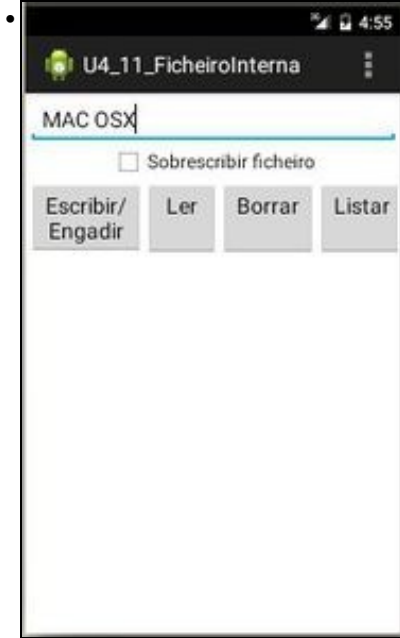 4:55
U4_11_FicheiroInterna
MAC OSX
Sobrescribir ficheiro
Escribir/
Engadir
Ler
Borrar
Listar